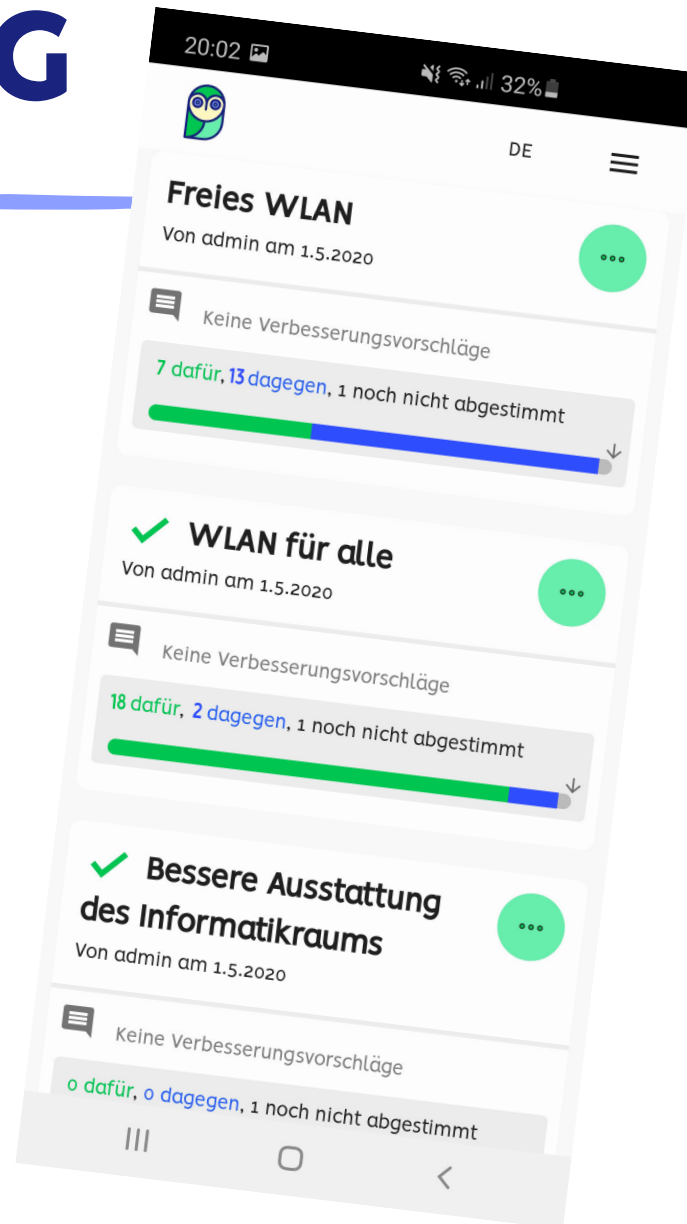 G
20:02 32%
DE
Freies WLAN
Von admin am 1.5.2020
Keine Verbesserungsvorschläge
7 dafür, 13 dagegen, 1 noch nicht abgestimmt
WLAN für alle
Von admin am 1.5.2020
Keine Verbesserungsvorschläge
18 dafür, 2 dagegen, 1 noch nicht abgestimmt
Bessere Ausstattung
des Informatikraums
Von admin am 1.5.2020
Keine Verbesserungsvorschläge
0 dafür, 0 dagegen, 1 noch nicht abgestimmt